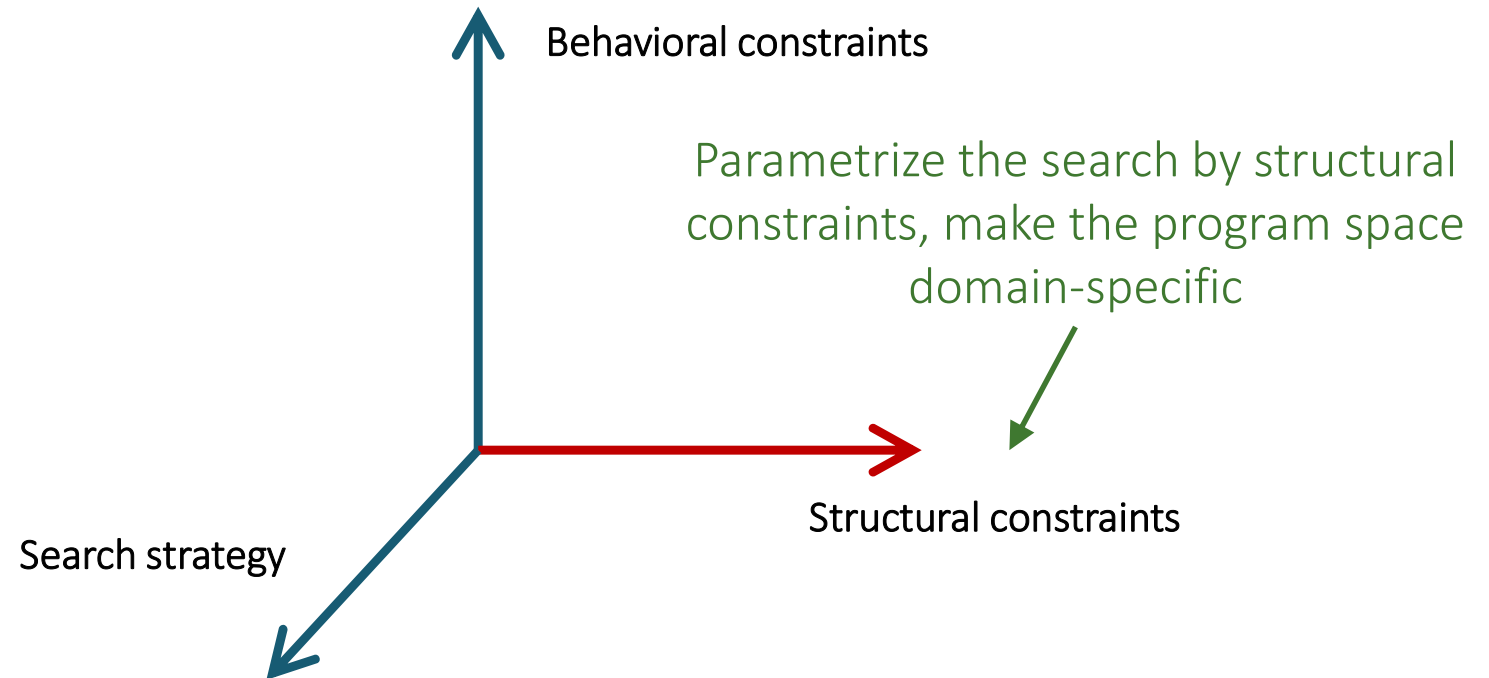 Behavioral constraints
Parametrize the search by structural
constraints, make the program space
domain-specific
Structural constraints
Search strategy